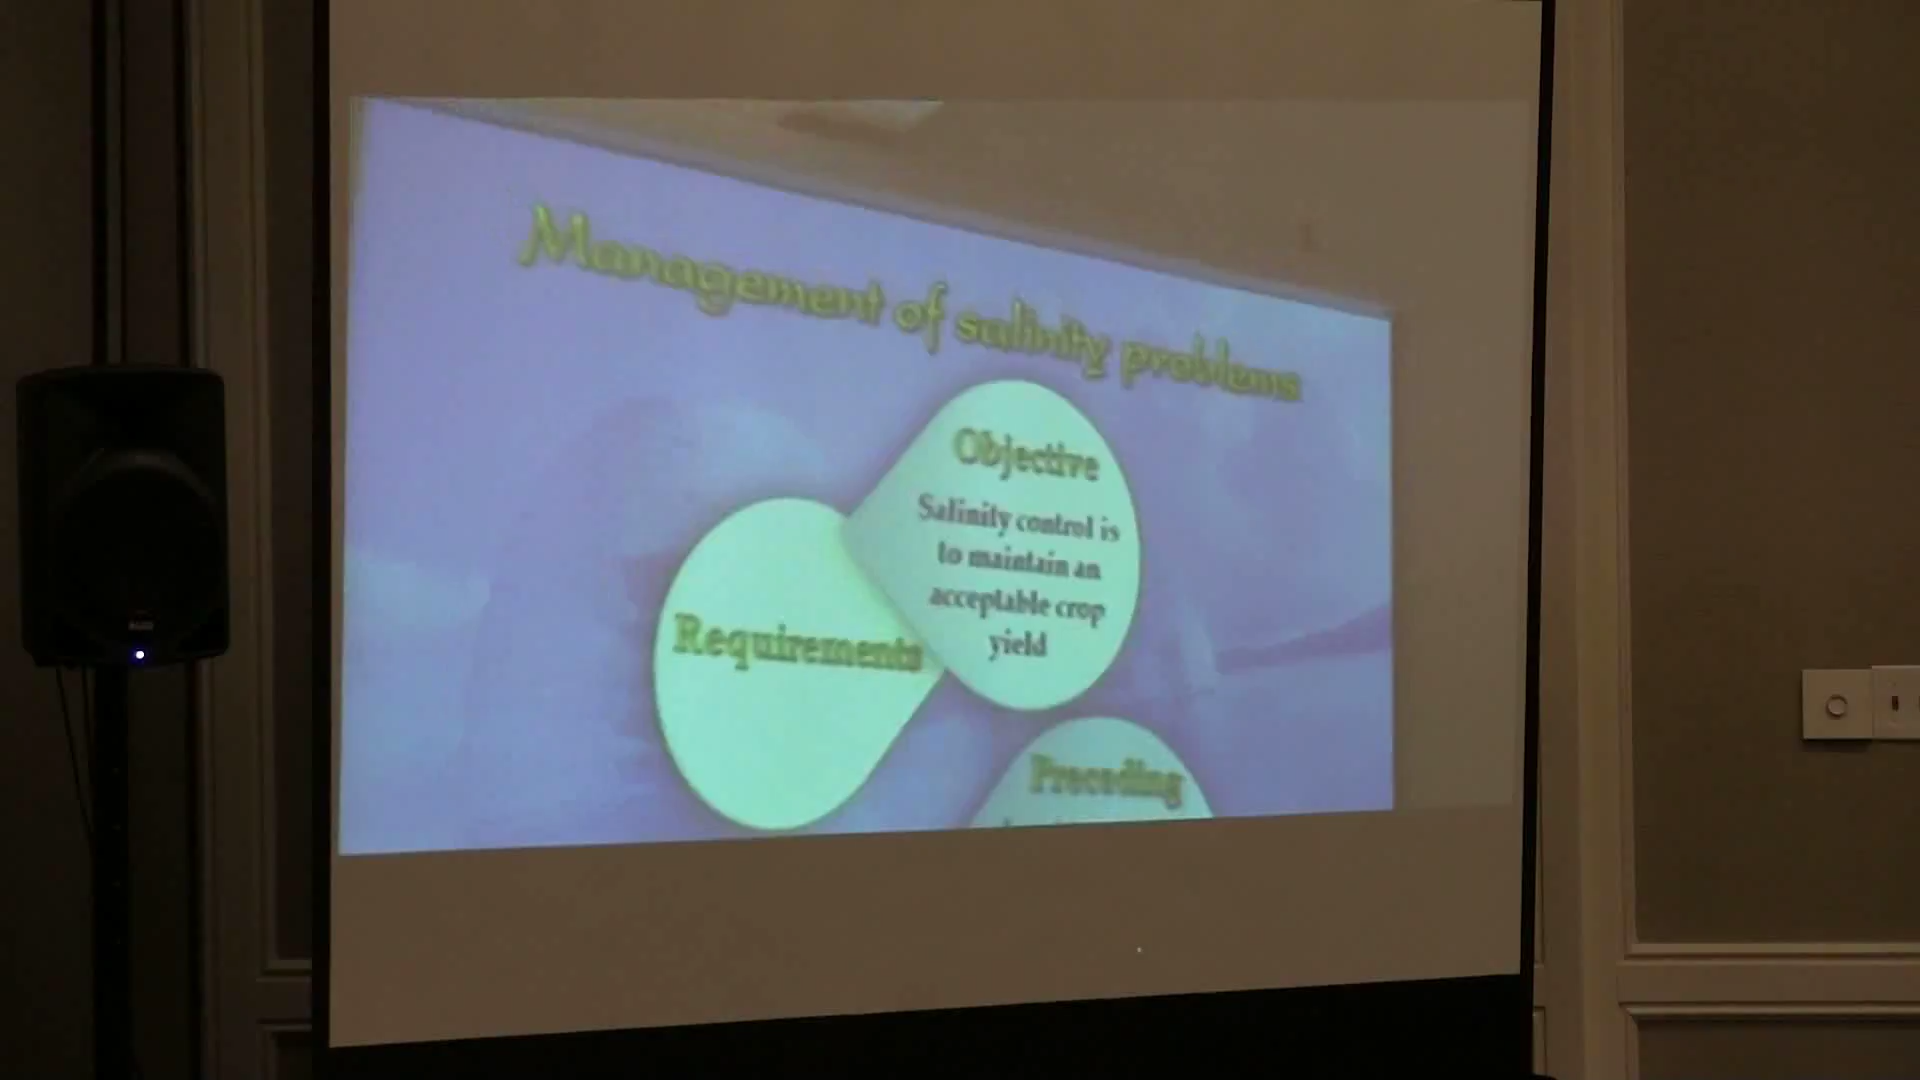 Management of salinity problems
Objective
Salinity control is
to maintain an
acceptable crop
yield
Requirements
Preceding